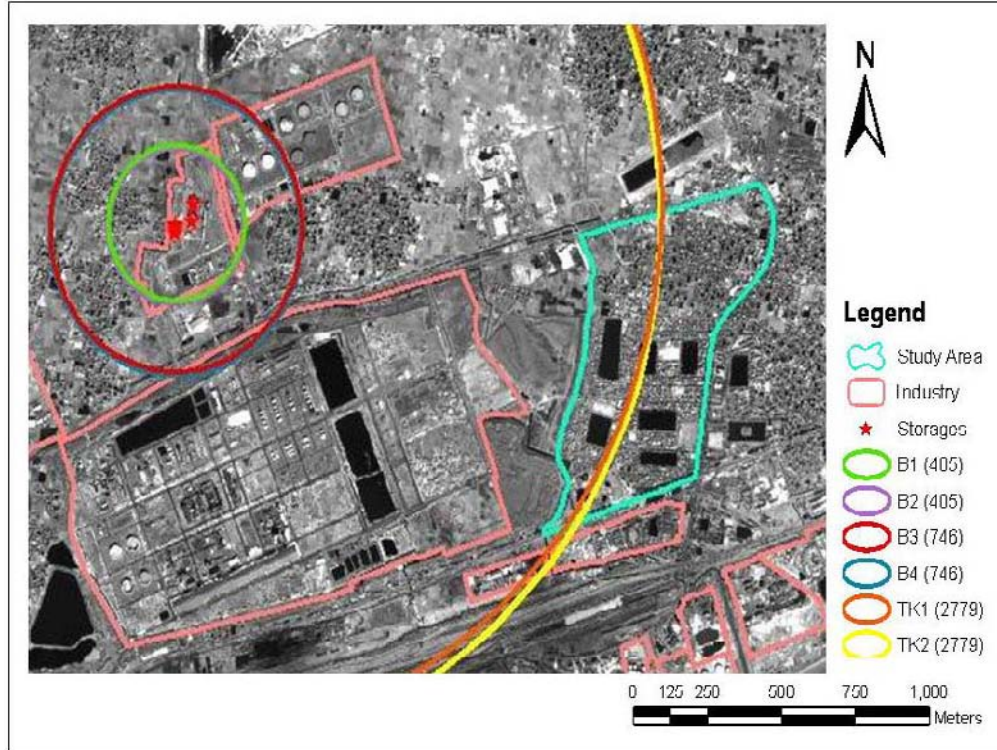 N
Legend
Study Area
Industry
Storages
B1 (405)
B2 (405)
B3 (746)
B4 (746)
TK1 (2779)
TK2 (2779)
0 125 250 500 750 1,000
Meters